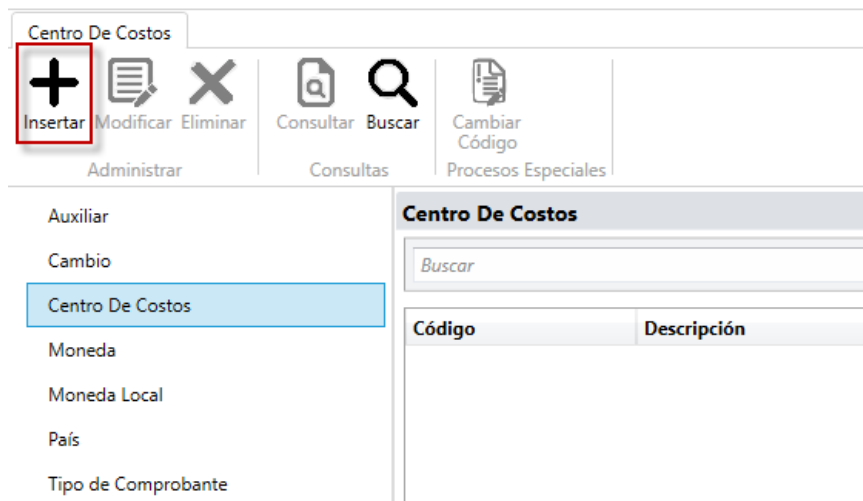 Centro De Costos
Insertar Modificar Eliminar Consultar Buscar Cambiar Código
Administrar Consultas Procesos Especiales
Auxiliar
Cambio
Centro De Costos
Moneda
Moneda Local
País
Tipo de Comprobante
Centro De Costos
Buscar
Código Descripción